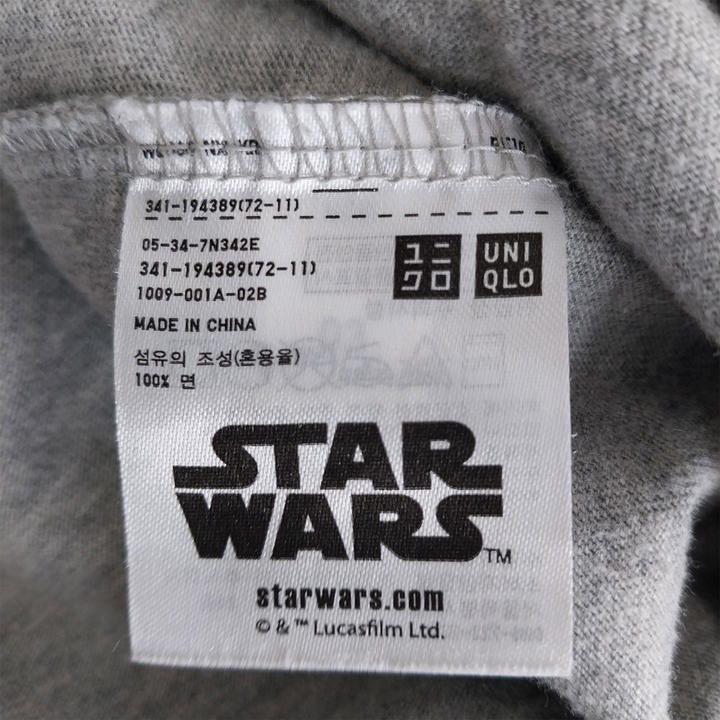 341-194389(72-11)
05-34-7N342E
341-194389(72-11)
1009-001A-02B
ユニ
クロ
UNI
QLO
MADE IN CHINA
섬유의 조성(혼용율)
100% 면
STAR
WARS™
starwars.com
© & ™ Lucasfilm Ltd.